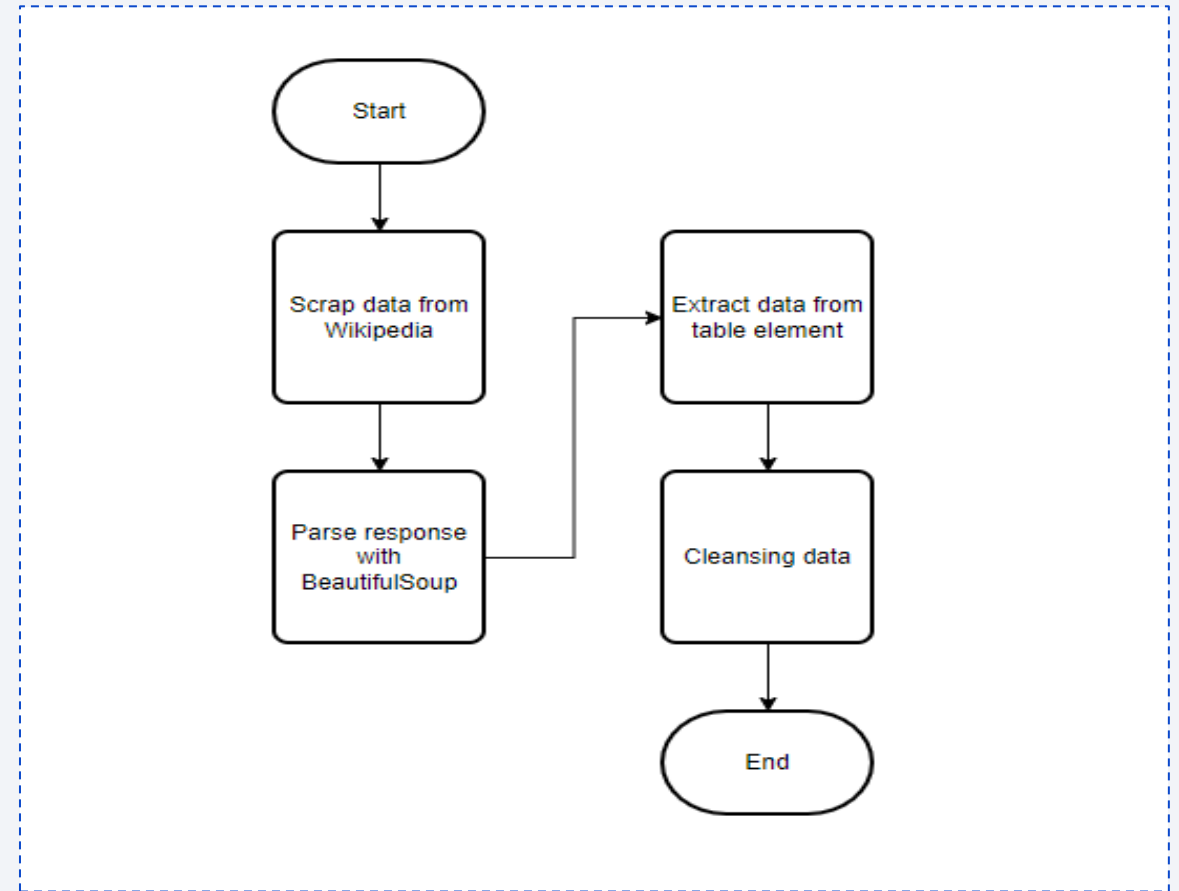 Start
Scrap data from
Wikipedia
Parse response
with
BeautifulSoup
Extract data from
table element
Cleansing data
End